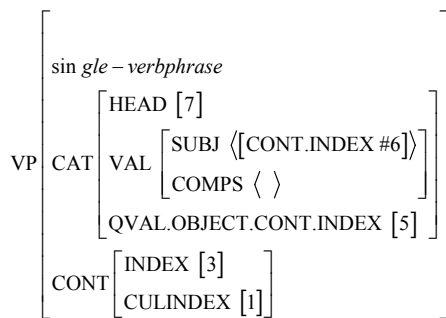 sin gle – verbphrase
HEAD [7]
SUBJ ⟨[CONT.INDEX #6]⟩
VP CAT VAL
COMPS ⟨ ⟩
QVAL.OBJECT.CONT.INDEX [5]
INDEX [3]
CONT
CULINDEX [1]